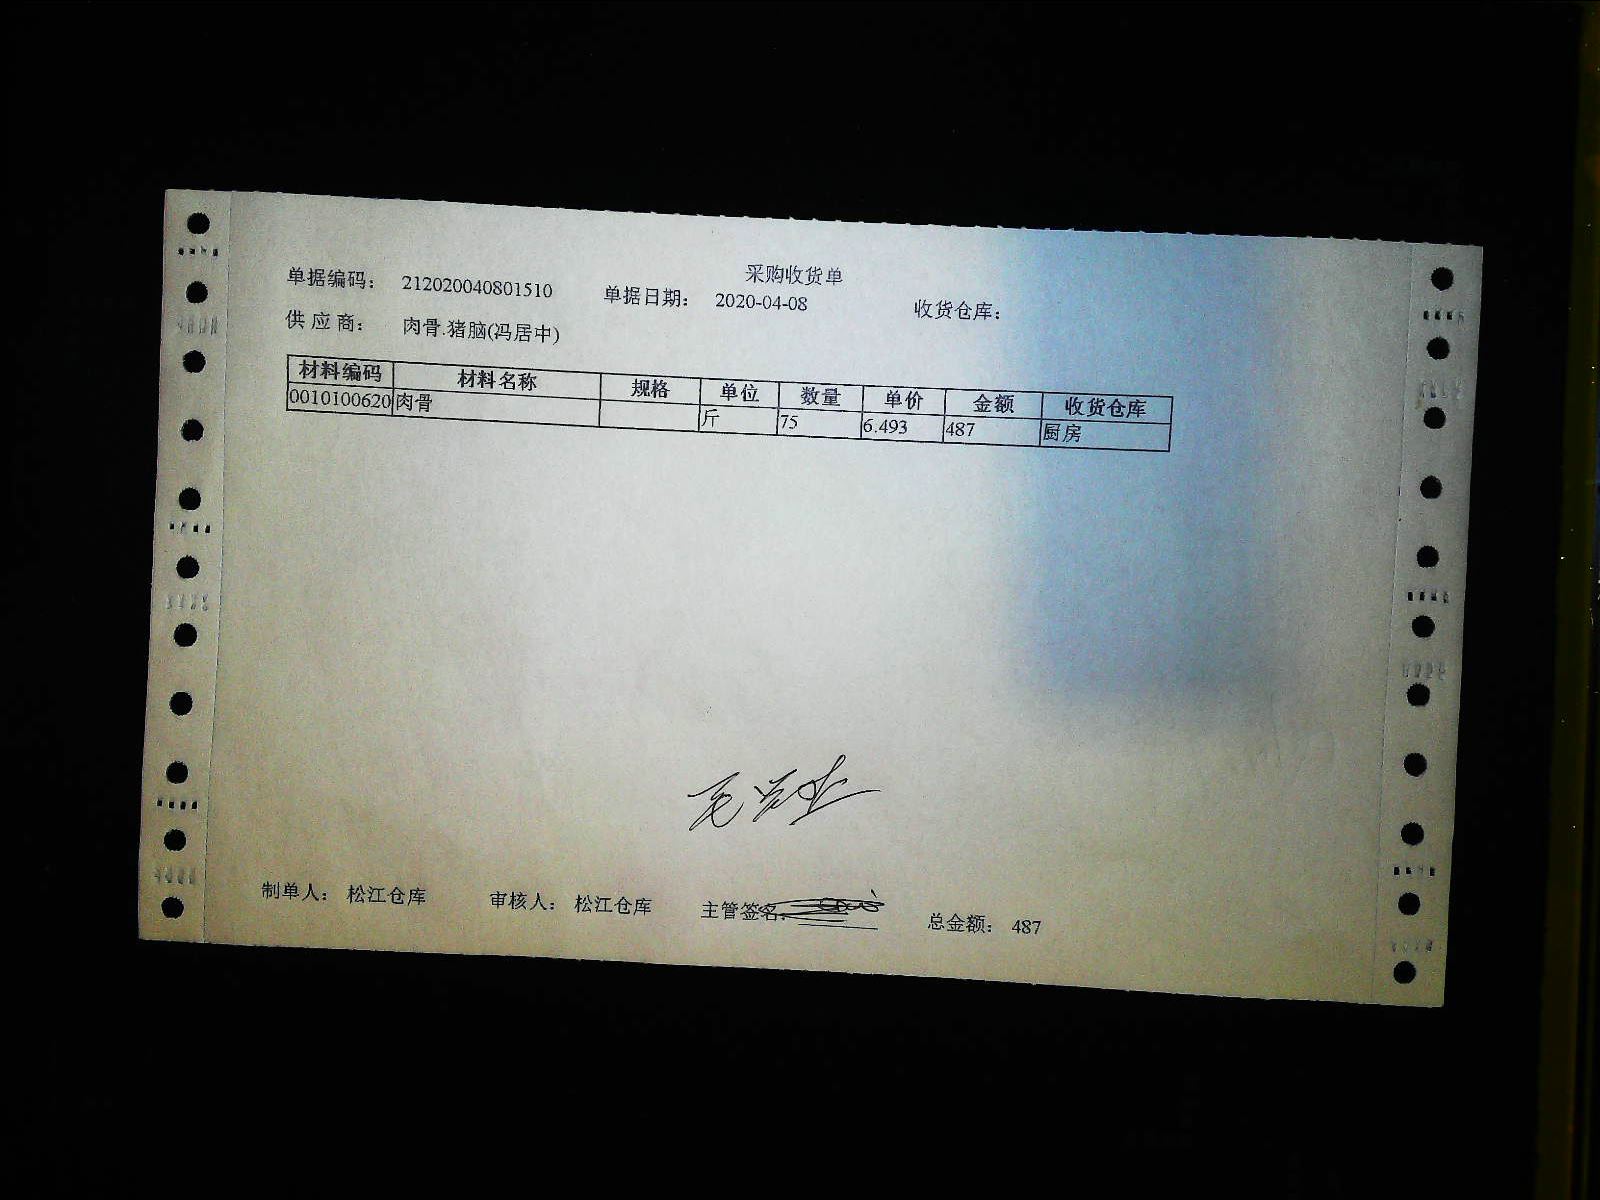 采购收货单
单据编码： 212020040801510 单据日期： 2020-04-08 收货仓库：
供 应 商： 肉骨.猪脑(冯居中)
材料编码 材料名称 规格 单位 数量 单价 金额 收货仓库
0010100620 肉骨 斤 75 6.493 487 厨房
制单人： 松江仓库 审核人： 松江仓库 主管签名: 总金额： 487